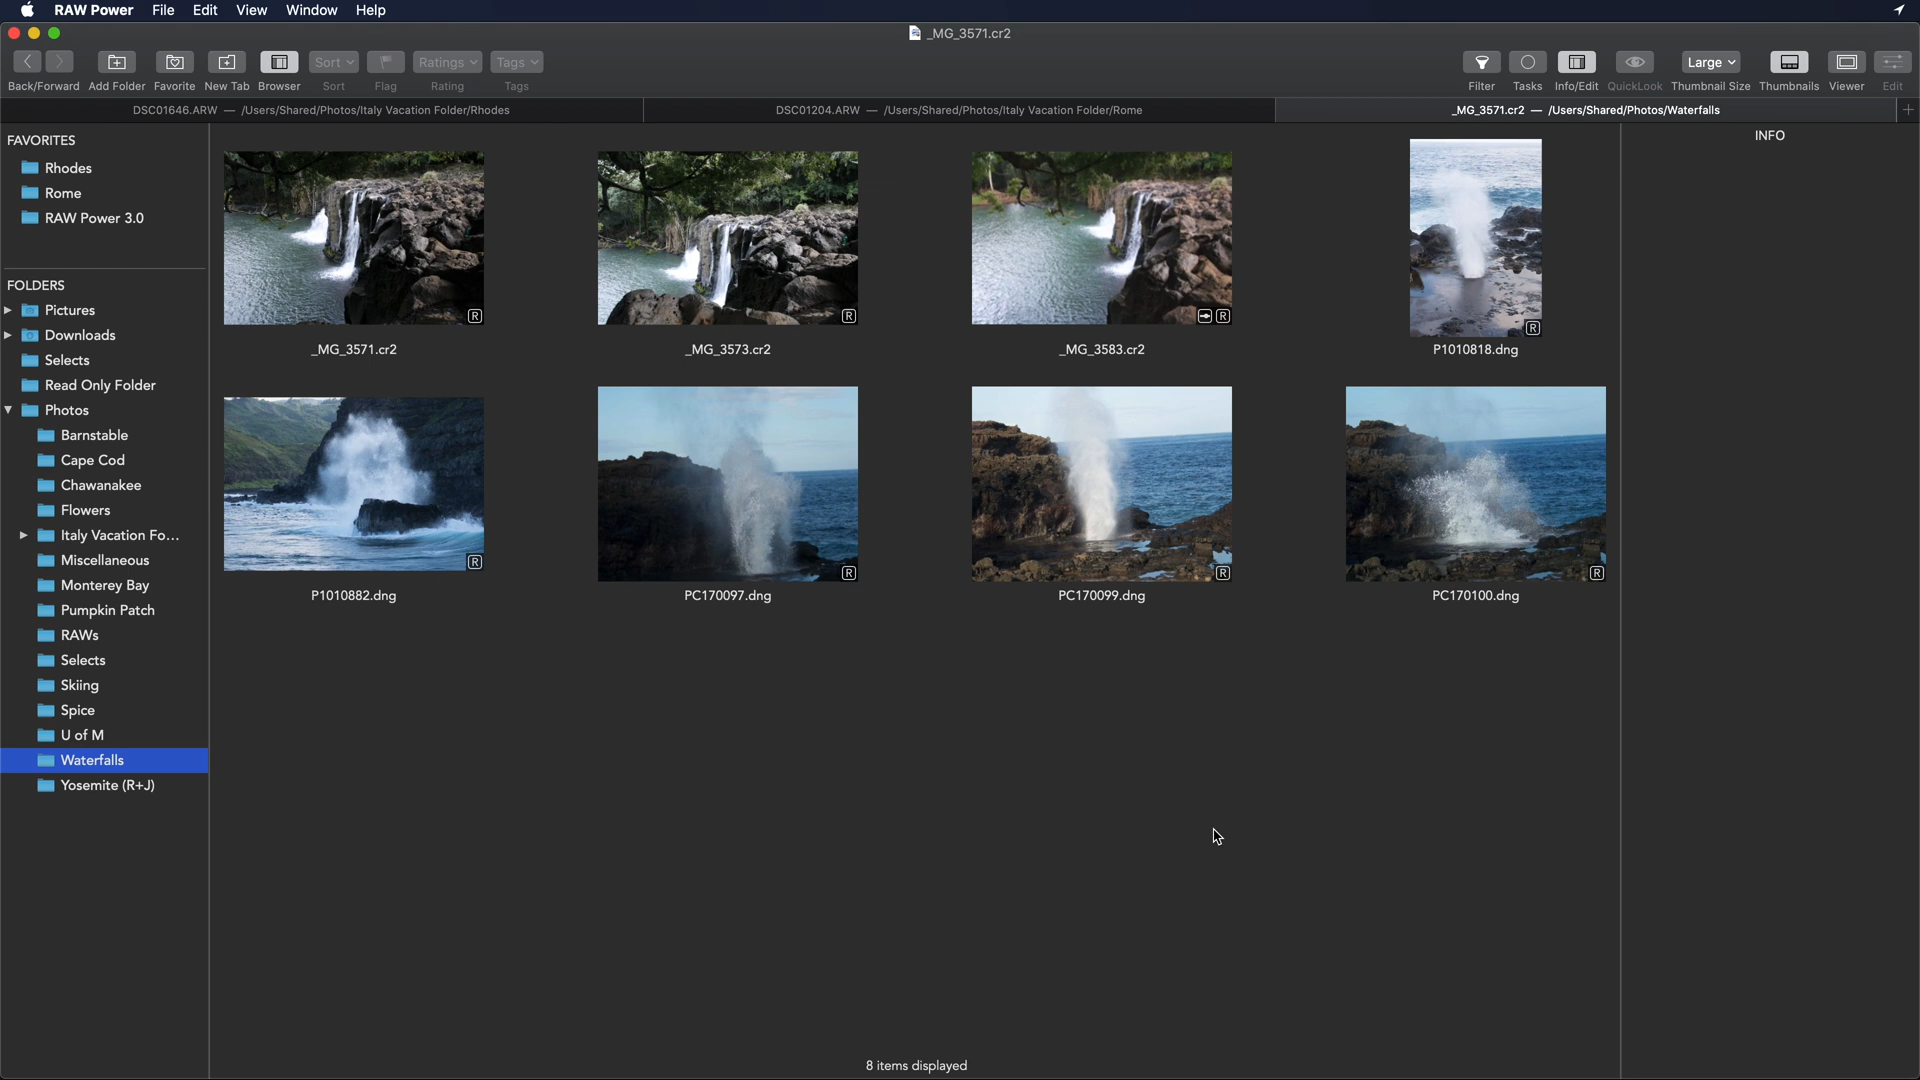 RAW Power File Edit View Window Help
_MG_3571.cr2
Sort Ratings Tags Large
Back/Forward Add Folder Favorite New Tab Browser Sort Flag Rating Tags Filter Tasks Info/Edit QuickLook Thumbnail Size Thumbnails Viewer Edit
DSC01646.ARW — /Users/Shared/Photos/Italy Vacation Folder/Rhodes DSC01204.ARW — /Users/Shared/Photos/Italy Vacation Folder/Rome _MG_3571.cr2 — /Users/Shared/Photos/Waterfalls
FAVORITES
Rhodes
Rome
RAW Power 3.0
FOLDERS
Pictures
Downloads
Selects
Read Only Folder
Photos
Barnstable
Cape Cod
Chawanakee
Flowers
Italy Vacation Fo...
Miscellaneous
Monterey Bay
Pumpkin Patch
RAWs
Selects
Skiing
Spice
U of M
Waterfalls
Yosemite (R+J)
R R R R
_MG_3571.cr2 _MG_3573.cr2 _MG_3583.cr2 P1010818.dng
R R R R
P1010882.dng PC170097.dng PC170099.dng PC170100.dng
8 items displayed
INFO